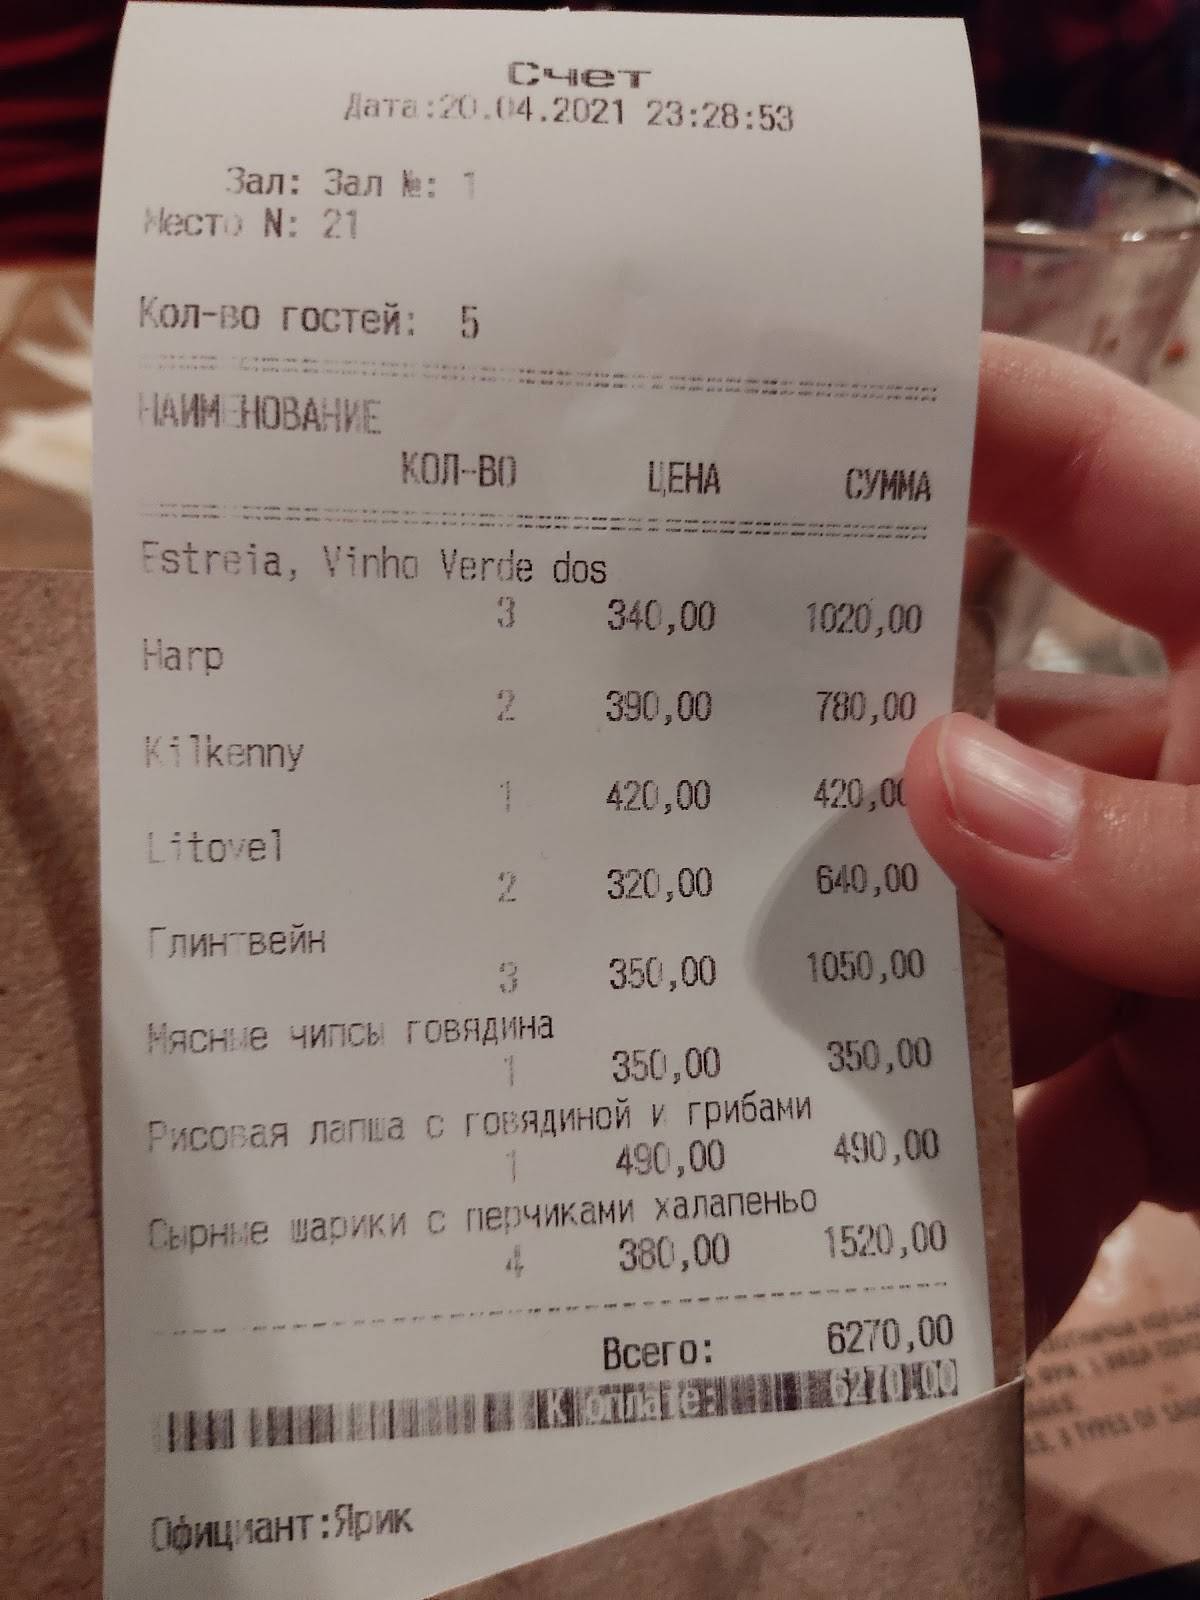 Счет
Дата:20.04.2021 23:28:53
Зал: Зал №: 1
Место N: 21
Кол-во гостей: 5
НАИМЕНОВАНИЕ
КОЛ-ВО ЦЕНА СУММА
Estreia, Vinho Verde dos
3 340,00 1020,00
Harp
2 390,00 780,00
Kilkenny
1 420,00 420,00
Litovel
2 320,00 640,00
Глинтвейн
3 350,00 1050,00
Мясные чипсы говядина
1 350,00 350,00
Рисовая лапша с говядиной и грибами
1 490,00 490,00
Сырные шарики с перчиками халапеньо
4 380,00 1520,00
Всего: 6270,00
К оплате: 6270,00
Официант:Ярик
TYPES OF